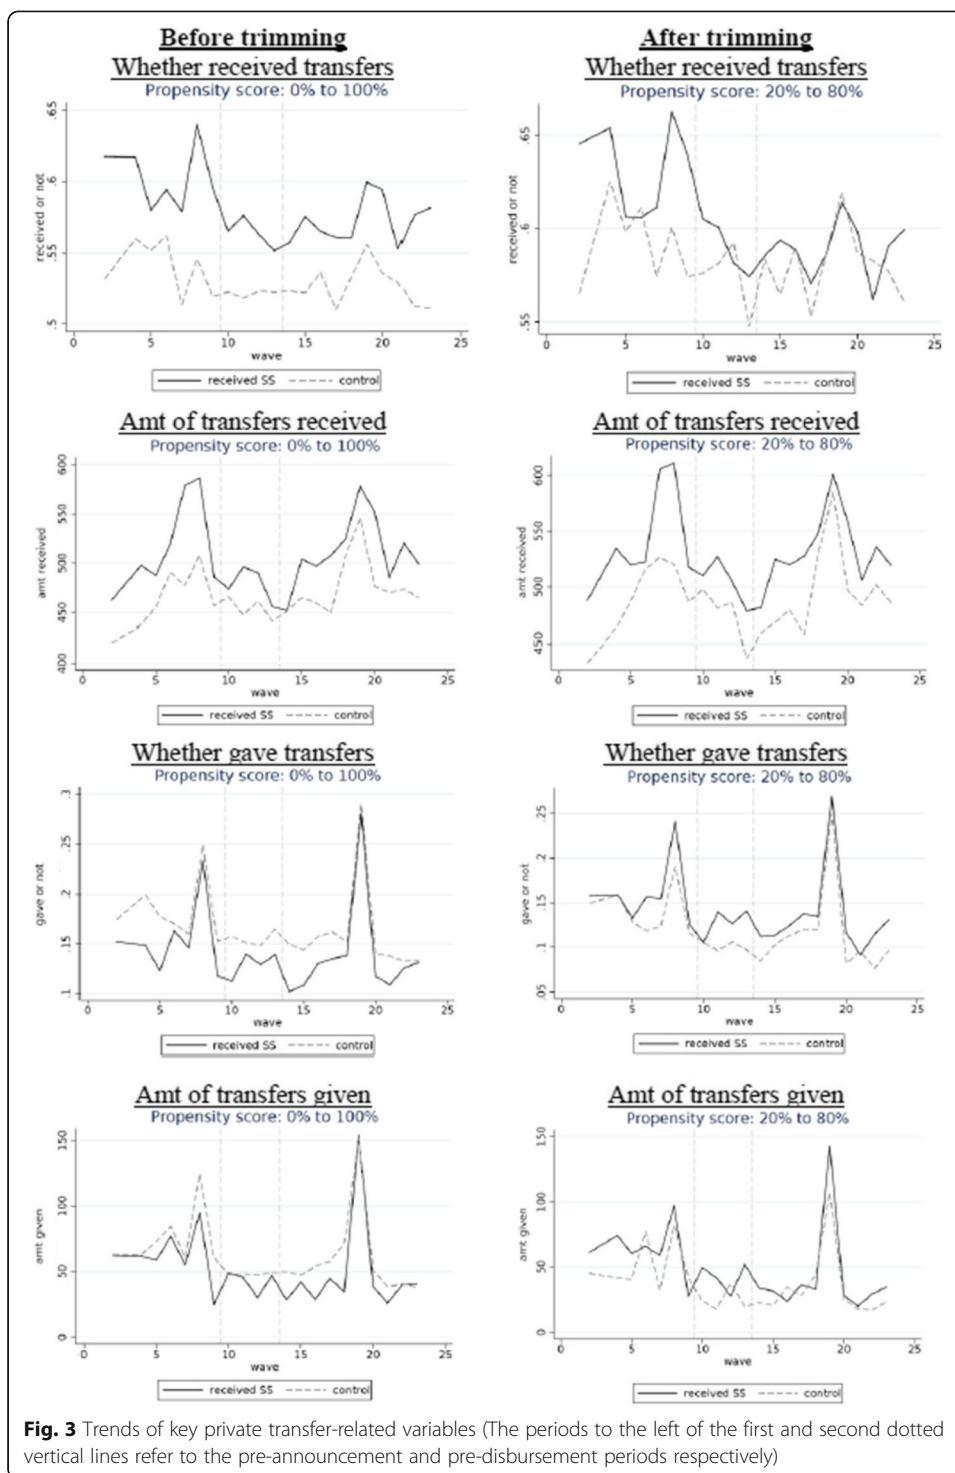 Before trimming
Whether received transfers
Propensity score: 0% to 100%
.65
.6
.55
.5
received or not
0 5 10 15 20 25
wave
received SS control
After trimming
Whether received transfers
Propensity score: 20% to 80%
.65
.6
.55
received or not
0 5 10 15 20 25
wave
received SS control
Amt of transfers received
Propensity score: 0% to 100%
600
550
500
450
400
amt received
0 5 10 15 20 25
wave
received SS control
Amt of transfers received
Propensity score: 20% to 80%
600
550
500
450
amt received
0 5 10 15 20 25
wave
received SS control
Whether gave transfers
Propensity score: 0% to 100%
.3
.25
.2
.15
.1
gave or not
0 5 10 15 20 25
wave
received SS control
Whether gave transfers
Propensity score: 20% to 80%
.25
.2
.15
.1
.05
gave or not
0 5 10 15 20 25
wave
received SS control
Amt of transfers given
Propensity score: 0% to 100%
150
100
50
0
amt given
0 5 10 15 20 25
wave
received SS control
Amt of transfers given
Propensity score: 20% to 80%
150
100
50
0
amt given
0 5 10 15 20 25
wave
received SS control
Fig. 3 Trends of key private transfer-related variables (The periods to the left of the first and second dotted
vertical lines refer to the pre-announcement and pre-disbursement periods respectively)